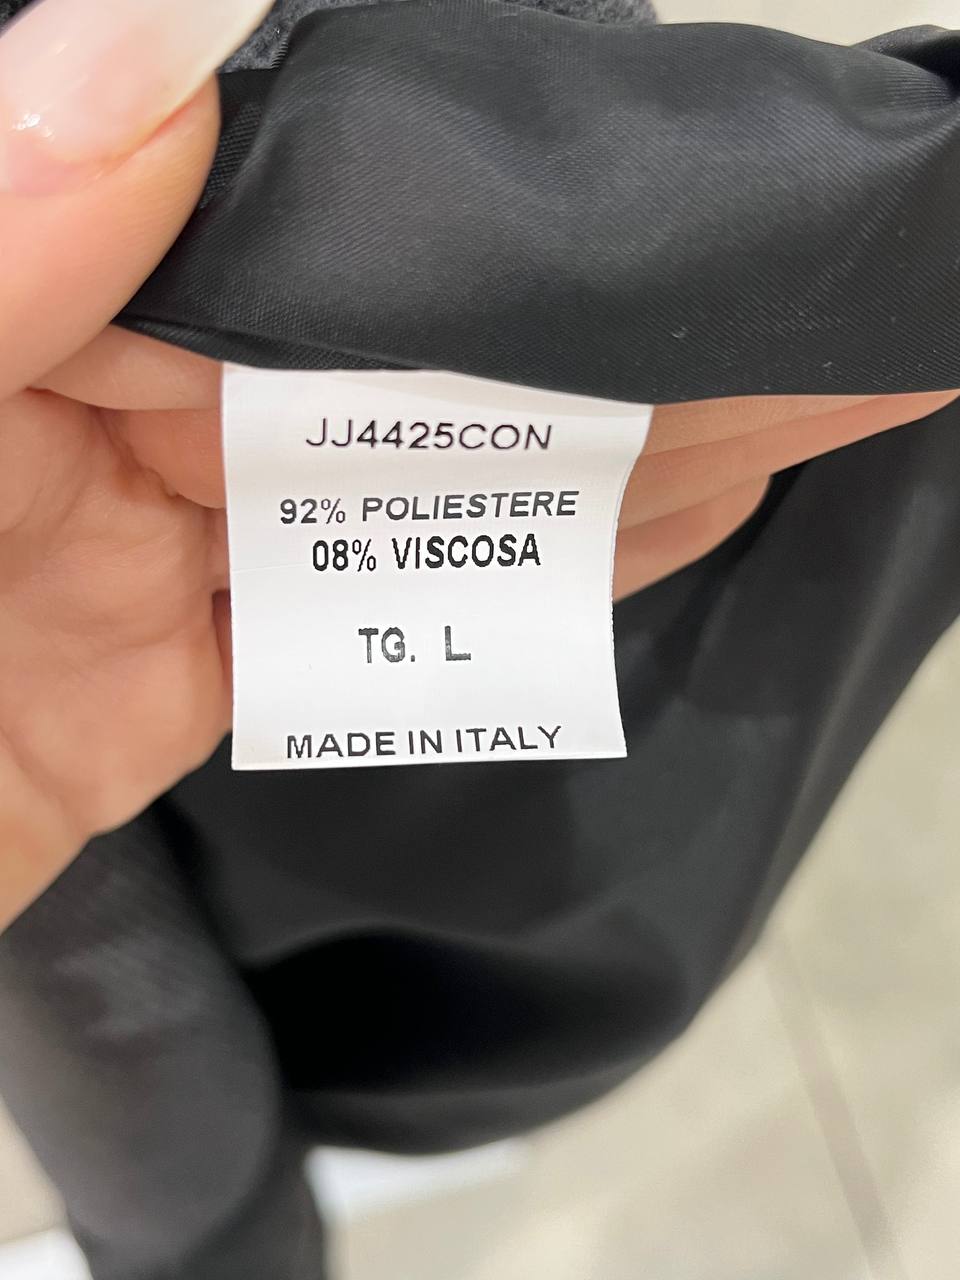 JJ4425CON
92% POLIESTERE
08% VISCOSA
TG. L
MADE IN ITALY